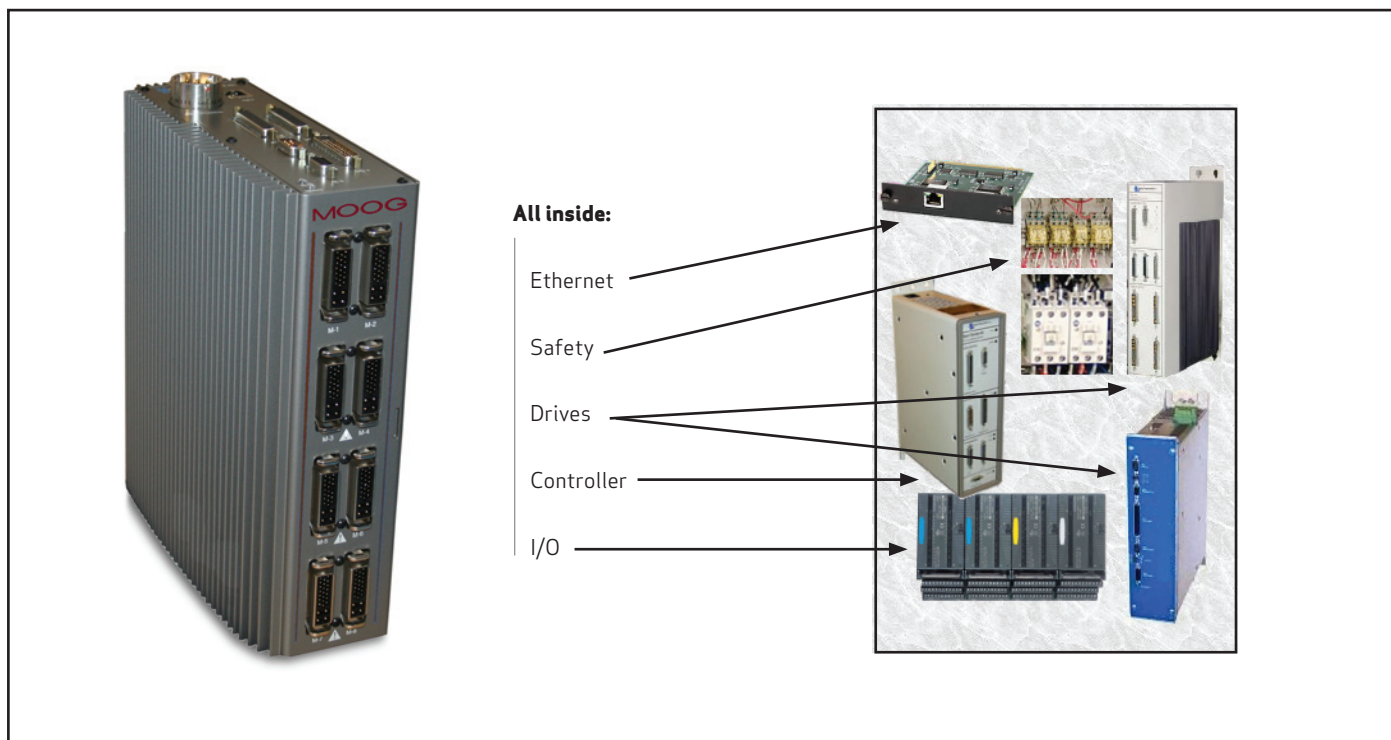 MOOG
M-1 M-2
M-3 M-4
M-5 M-6
M-7 M-8
All inside:
Ethernet
Safety
Drives
Controller
I/O